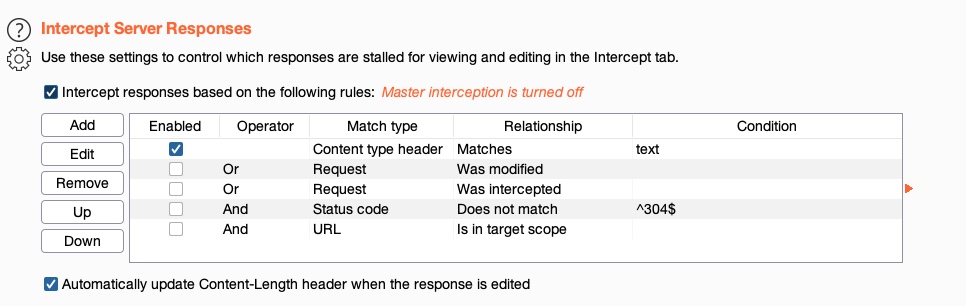 ?
Intercept Server Responses
Use these settings to control which responses are stalled for viewing and editing in the Intercept tab.
Intercept responses based on the following rules: Master interception is turned off
Add
Edit
Remove
Up
Down
Enabled Operator Match type Relationship Condition
Content type header Matches text
Or Request Was modified
Or Request Was intercepted
And Status code Does not match ^304$
And URL Is in target scope
Automatically update Content-Length header when the response is edited